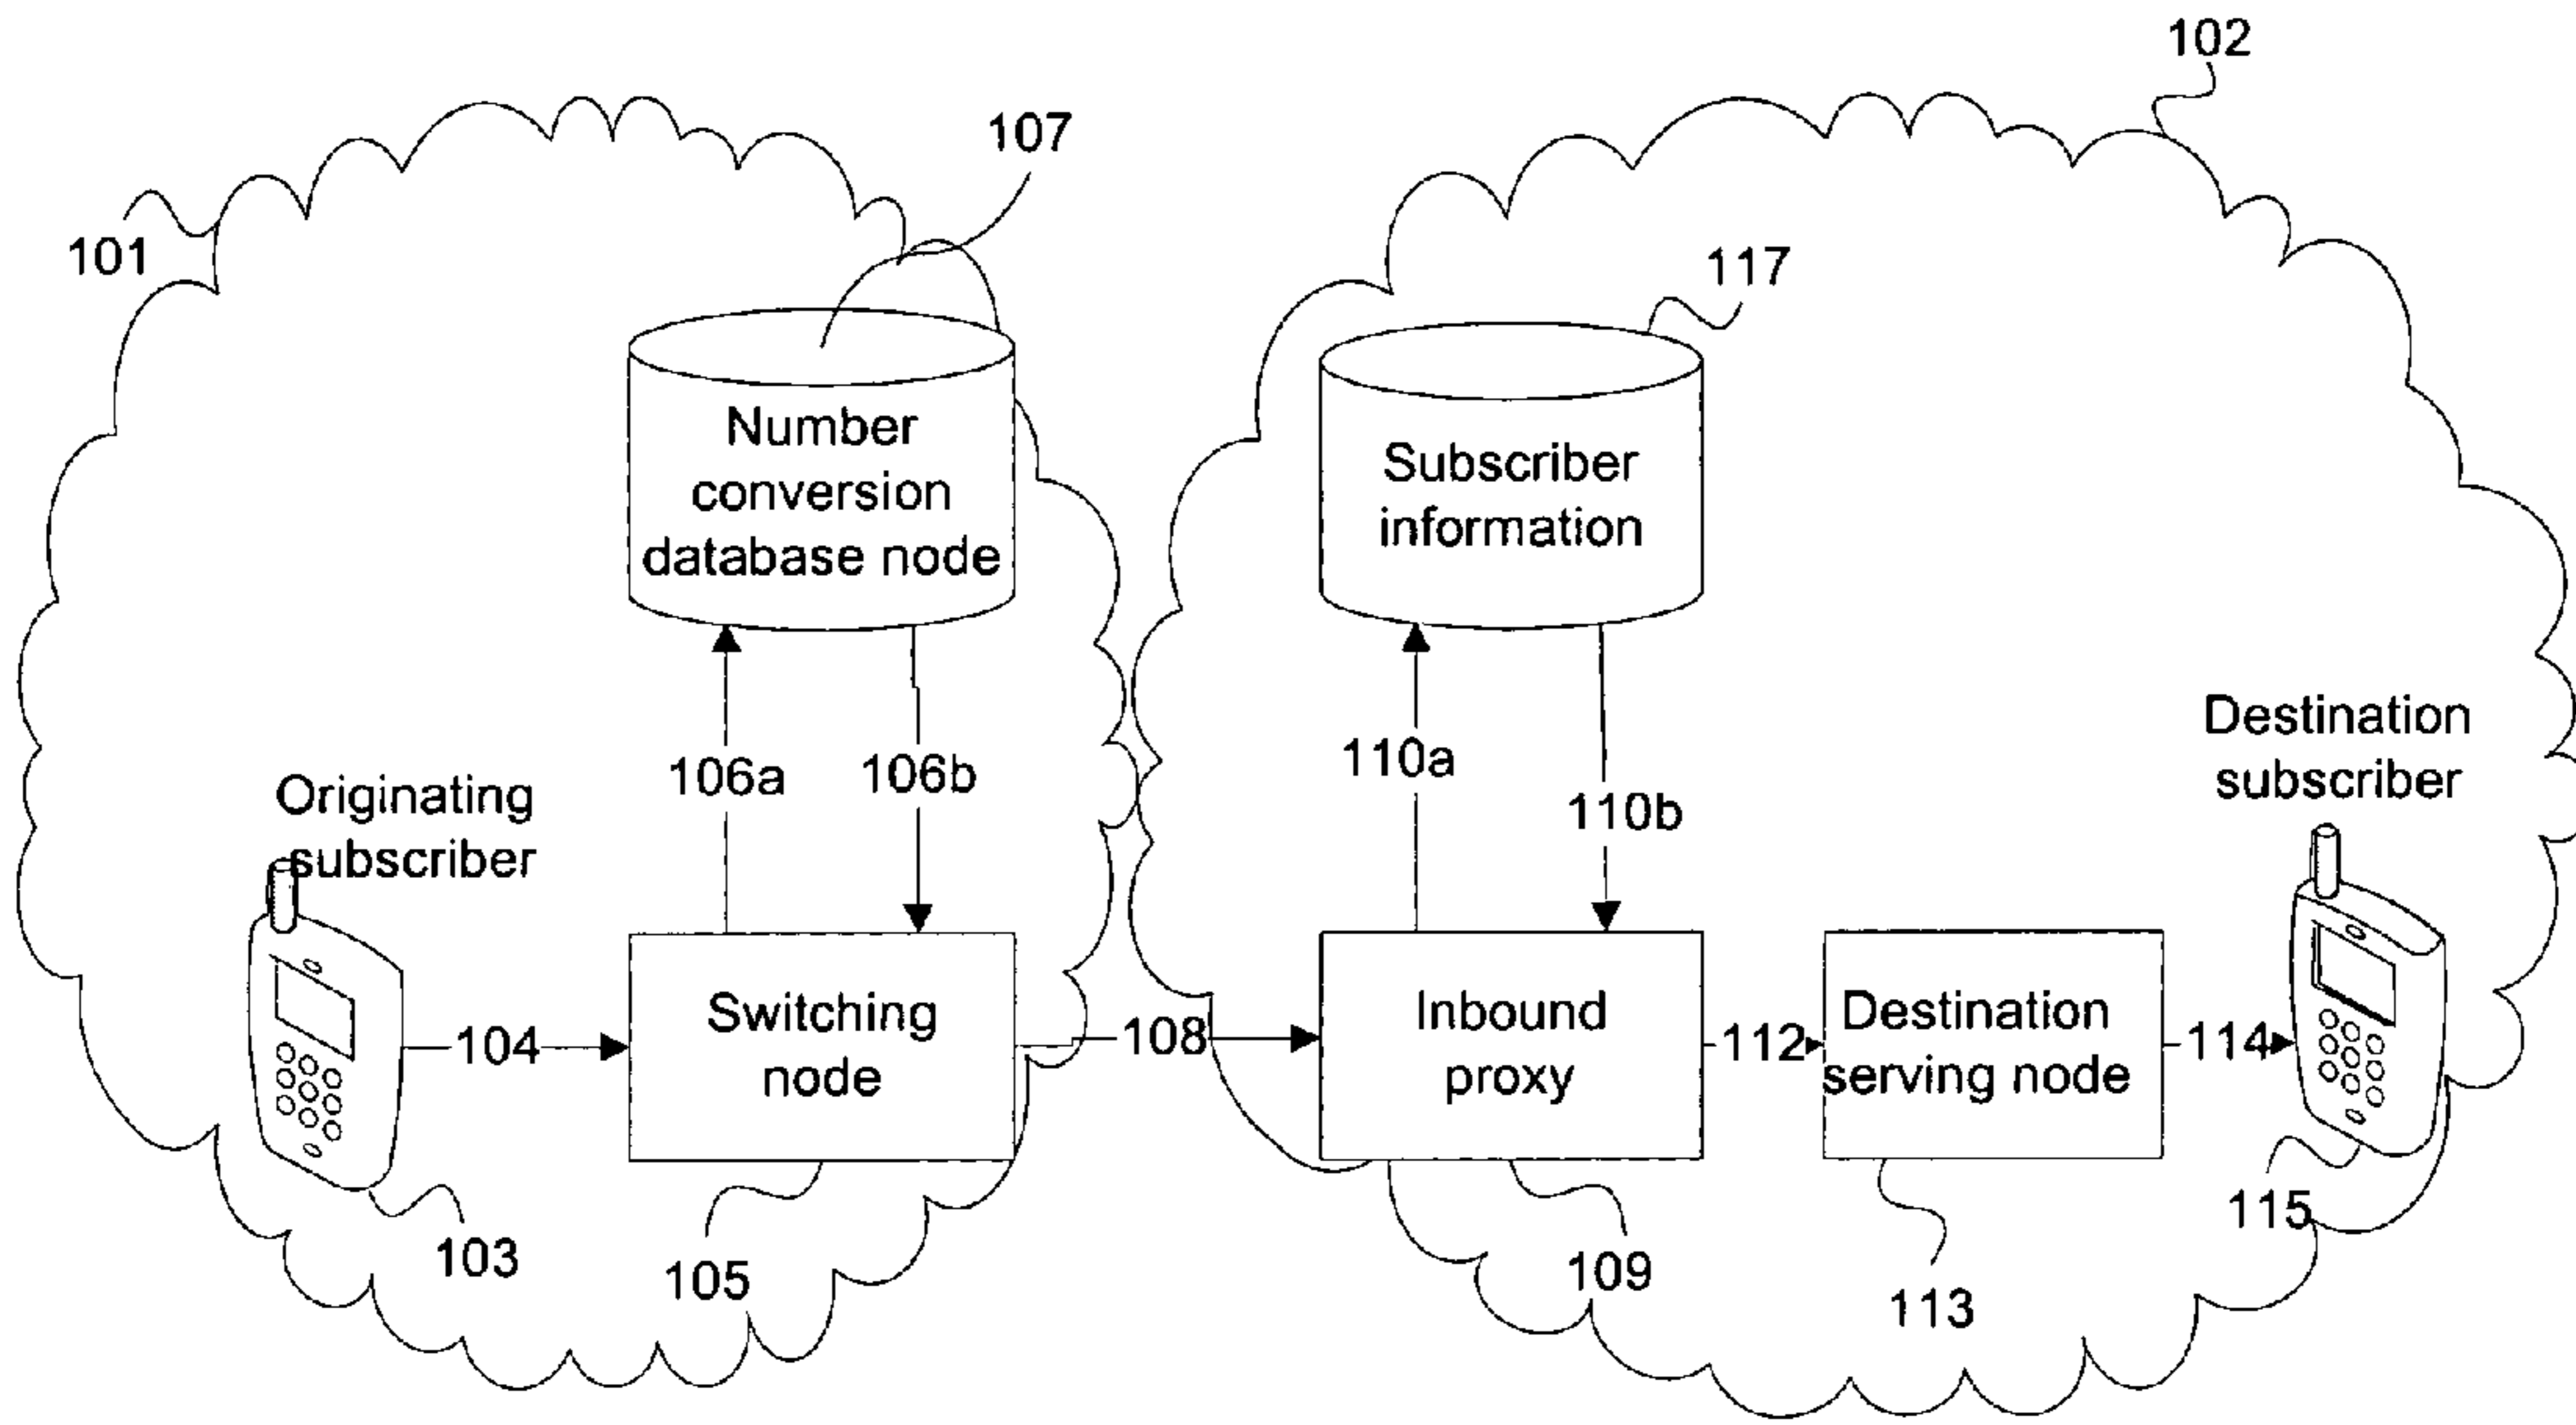 102
107
101
117
Number
conversion
database node
Subscriber
information
Destination
subscriber
106a
106b
110a
110b
Originating
subscriber
Switching
node
Inbound
proxy
Destination
serving node
104
108
112
114
103
105
109
113
115